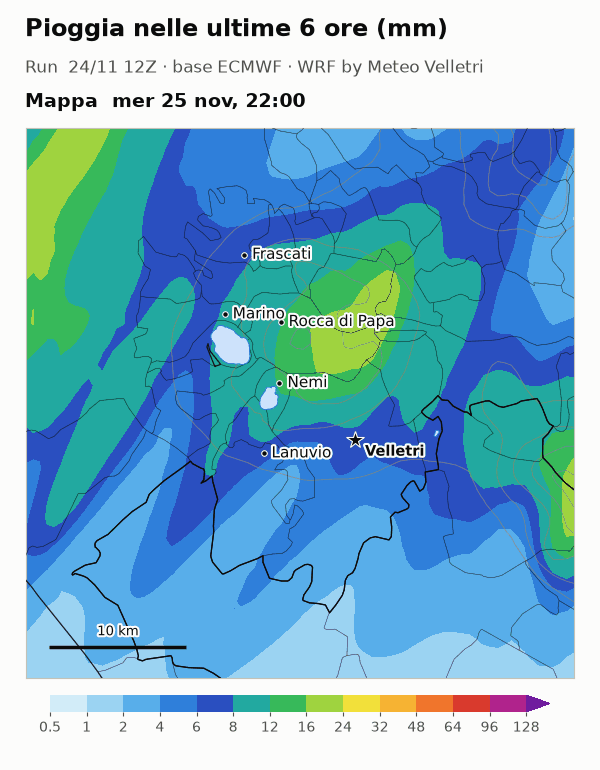 Pioggia nelle ultime 6 ore (mm)
Run 24/11 12Z · base ECMWF · WRF by Meteo Velletri
Mappa mer 25 nov, 22:00
Frascati
Marino
Rocca di Papa
Nemi
Velletri
Lanuvio
10 km
0.5 1 2 4 6 8 12 16 24 32 48 64 96 128